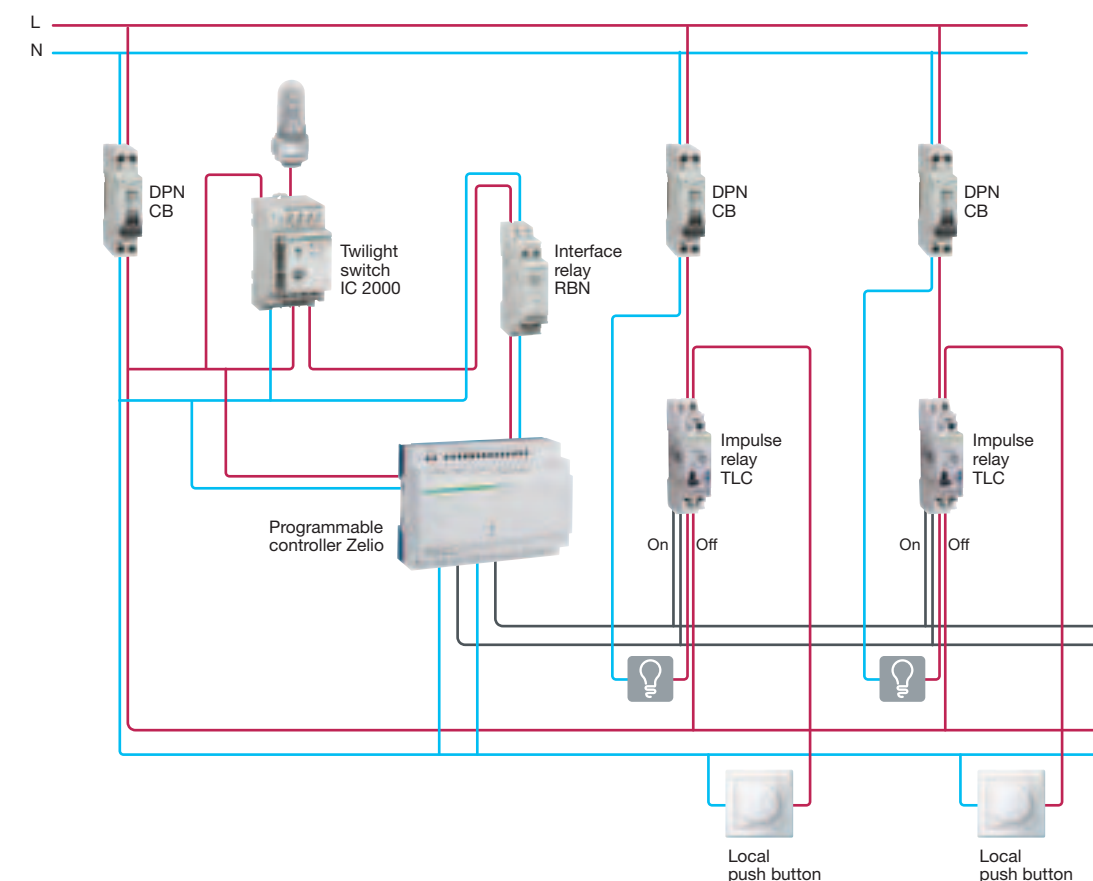 L
N
DPN
CB
Twilight
switch
IC 2000
Interface
relay
RBN
DPN
CB
DPN
CB
Programmable
controller Zelio
Impulse
relay
TLC
Impulse
relay
TLC
On
Off
On
Off
Local
push button
Local
push button